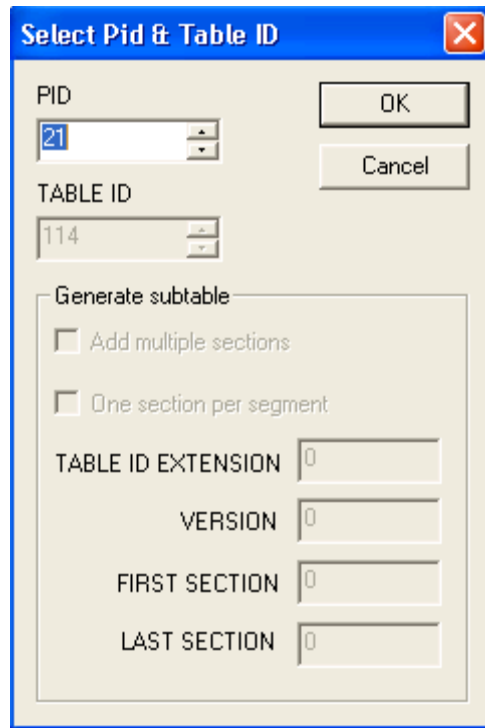 Select Pid & Table ID
PID
OK
21
Cancel
TABLE ID
114
Generate subtable
Add multiple sections
One section per segment
TABLE ID EXTENSION 0
VERSION 0
FIRST SECTION 0
LAST SECTION 0